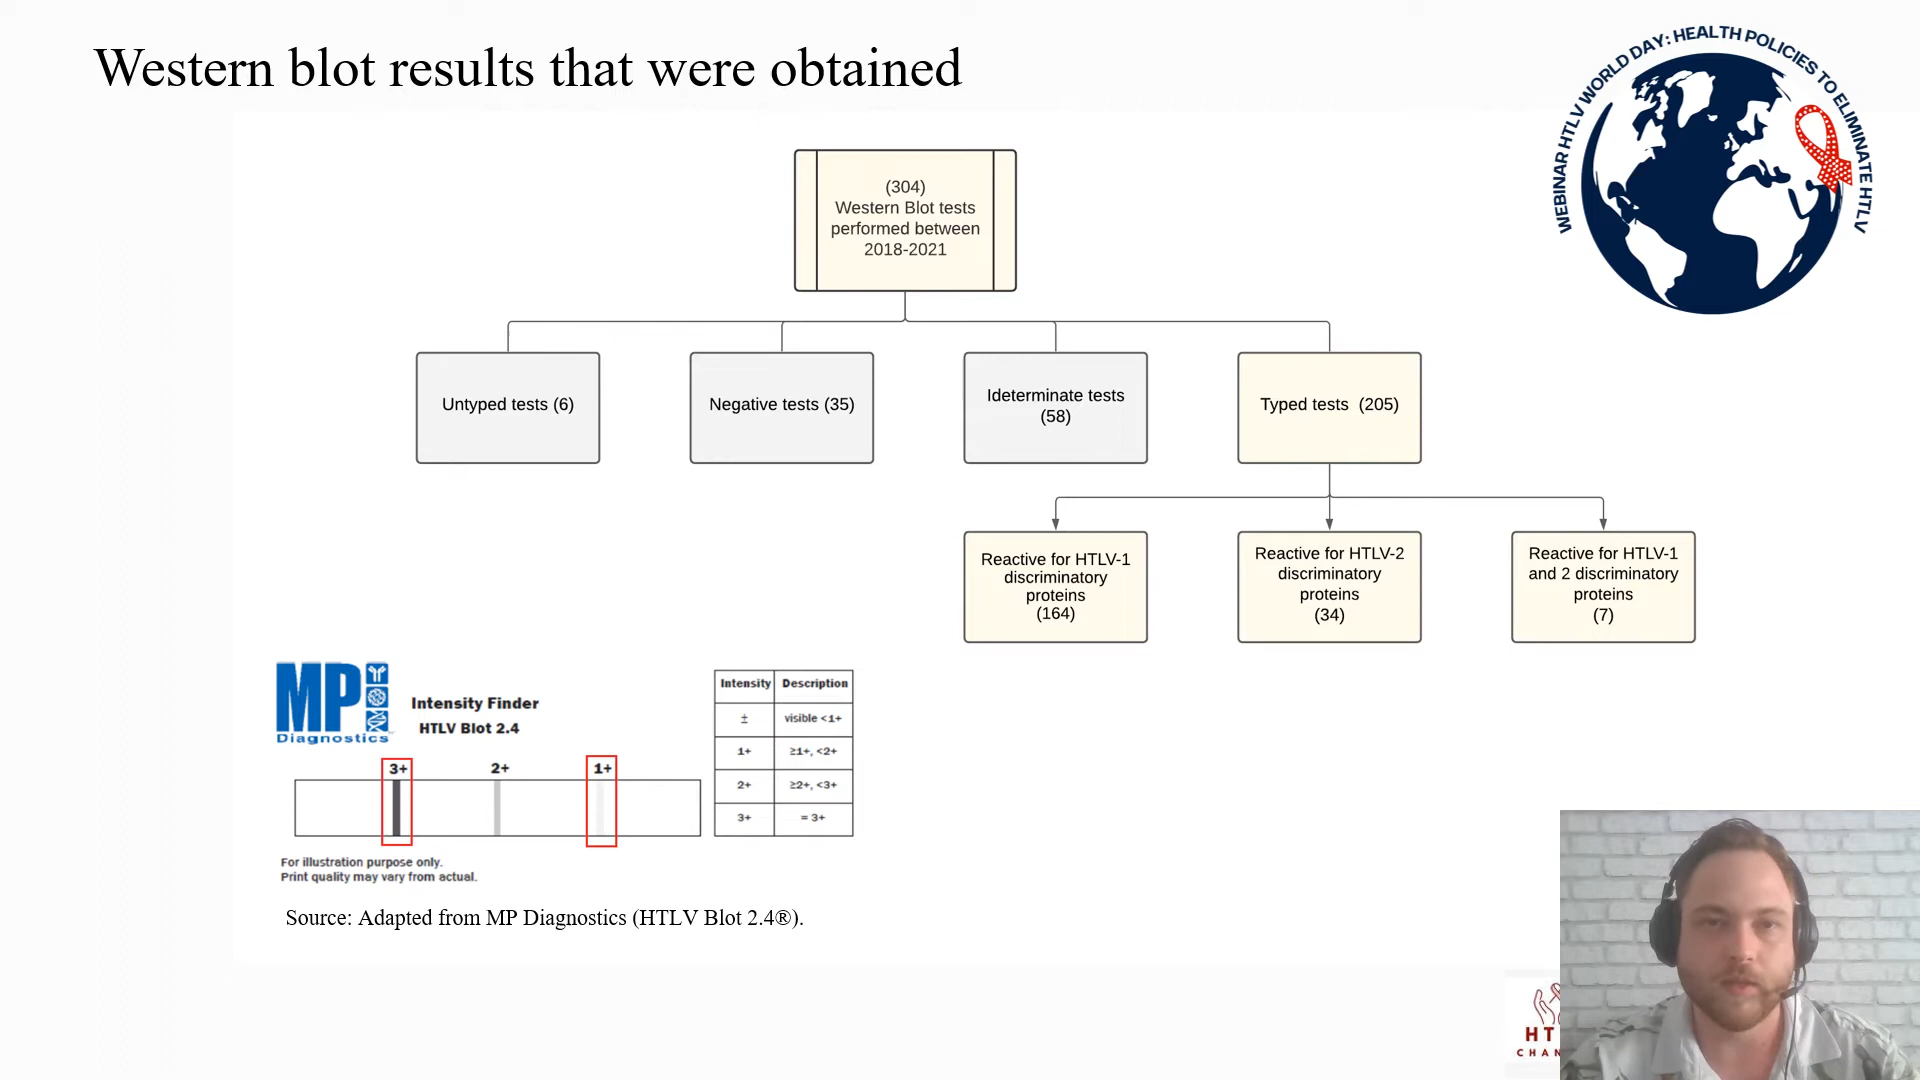 Western blot results that were obtained
WEBINAR HTLV WORLD DAY: HEALTH POLICIES TO ELIMINATE HTLV
(304)
Western Blot tests
performed between
2018-2021
Untyped tests (6)
Negative tests (35)
Ideterminate tests
(58)
Typed tests (205)
Reactive for HTLV-1
discriminatory
proteins
(164)
Reactive for HTLV-2
discriminatory
proteins
(34)
Reactive for HTLV-1
and 2 discriminatory
proteins
(7)
MP
Diagnostics
Intensity Finder
HTLV Blot 2.4
3+ 2+ 1+
Intensity Description
± visible <1+
1+ ≥1+, <2+
2+ ≥2+, <3+
3+ = 3+
For illustration purpose only.
Print quality may vary from actual.
Source: Adapted from MP Diagnostics (HTLV Blot 2.4®).
HT
CHAN